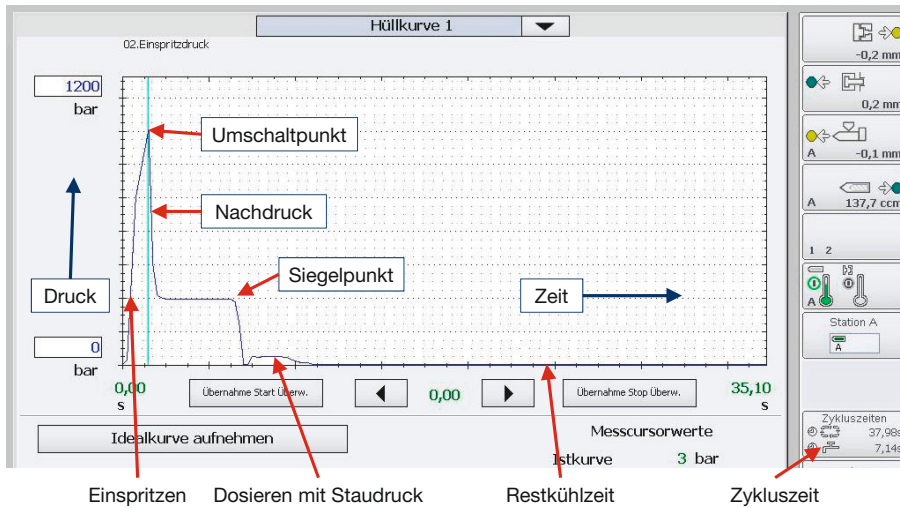 Hüllkurve 1
02.Einspritzdruck
1200
bar
Umschaltpunkt
Nachdruck
Siegelpunkt
Druck
Zeit
0
bar
0,00
s
Übernahme Start Überw.
0,00
Übernahme Stop Überw.
35,10
s
Idealkurve aufnehmen
Messcursorwerte
Istkurve 3 bar
-0,2 mm
0,2 mm
A -0,1 mm
A 137,7 ccm
1 2
A
Station A
A
Zykluszeiten
37,98s
7,14s
Einspritzen
Dosieren mit Staudruck
Restkühlzeit
Zykluszeit